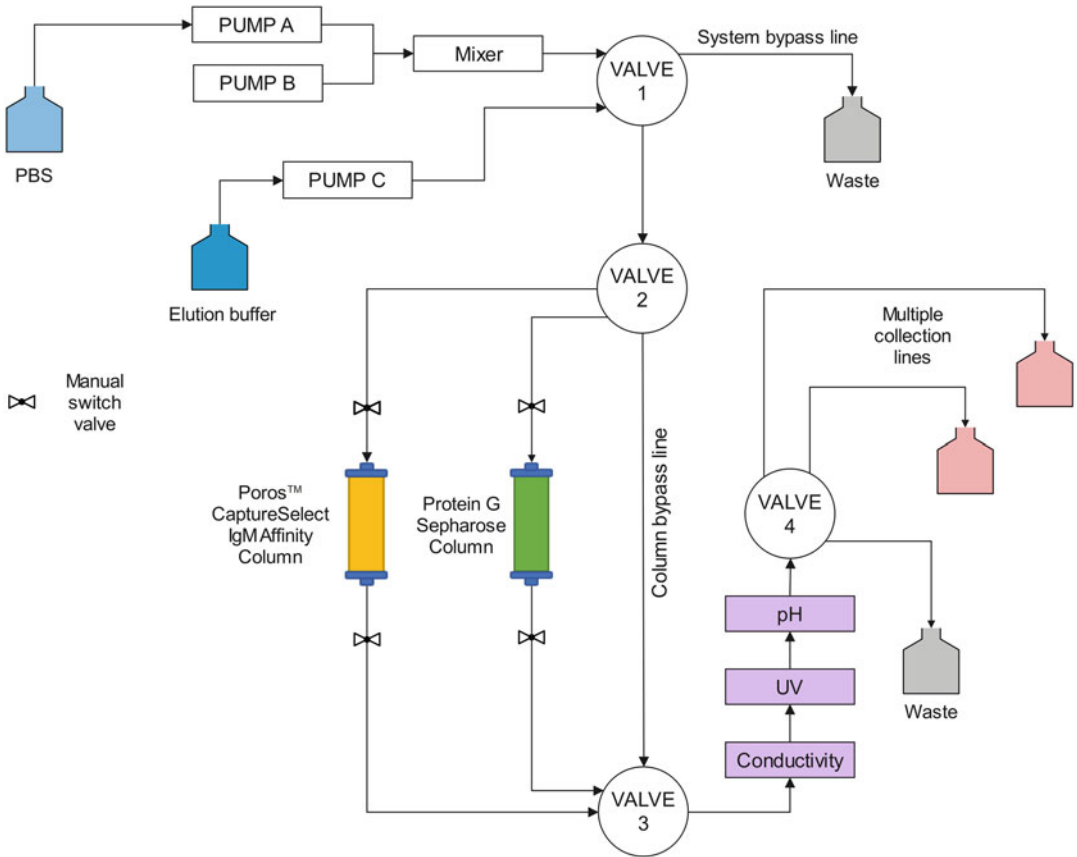 PUMP A
PUMP B
Mixer
VALVE
1
System bypass line
PBS
PUMP C
Waste
Elution buffer
VALVE
2
Multiple
collection
lines
Manual
switch
valve
Poros™
CaptureSelect
IgM Affinity
Column
Protein G
Sepharose
Column
Column bypass line
VALVE
4
pH
UV
Conductivity
Waste
VALVE
3